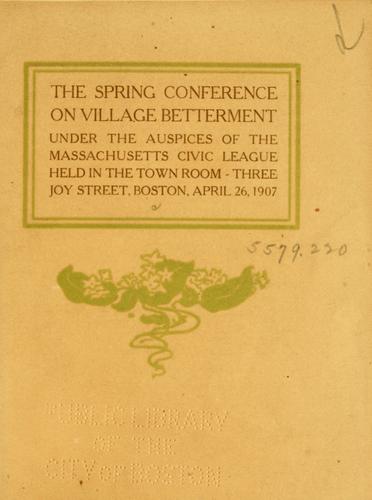 THE SPRING CONFERENCE
ON VILLAGE BETTERMENT
UNDER THE AUSPICES OF THE
MASSACHUSETTS CIVIC LEAGUE
HELD IN THE TOWN ROOM - THREE
JOY STREET, BOSTON, APRIL 26, 1907
5579.220
PUBLIC LIBRARY
OF THE
CITY OF BOSTON